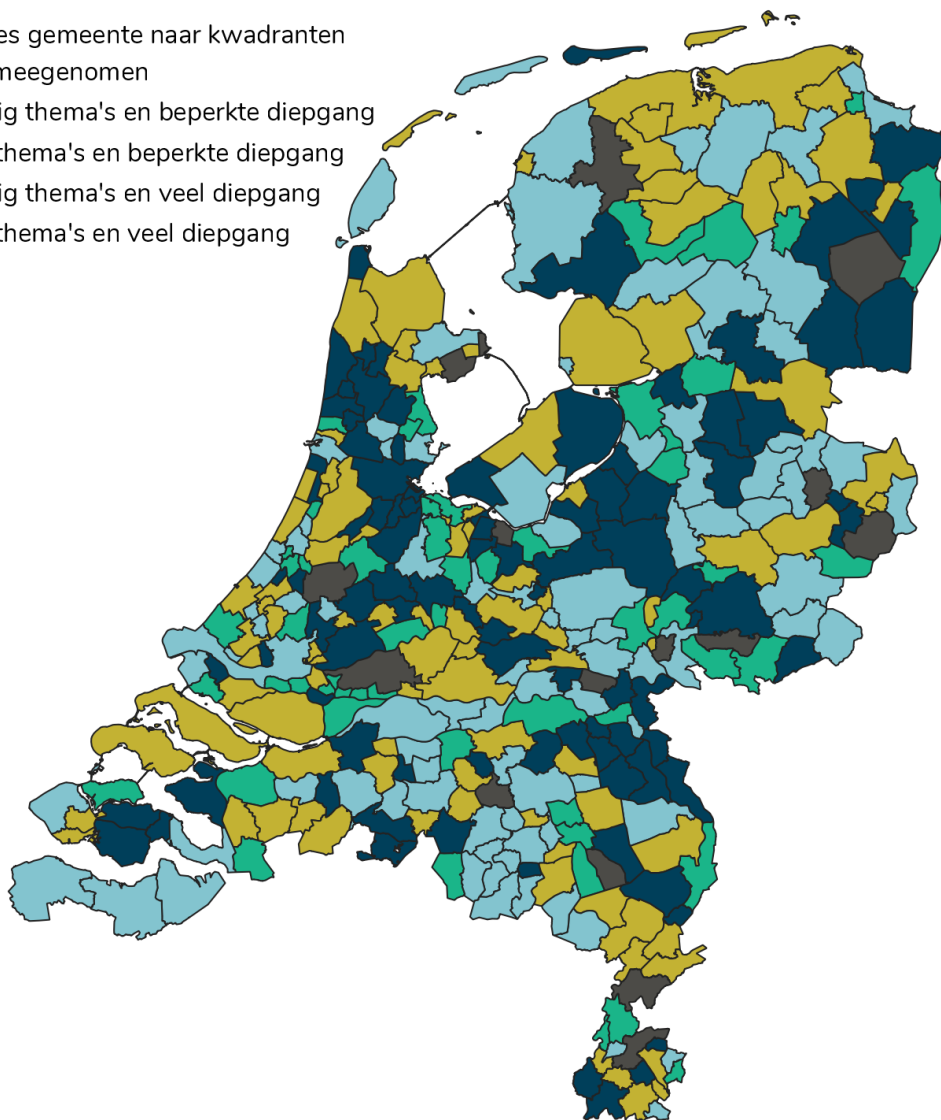 es gemeente naar kwadranten
meegenomen
ig thema's en beperkte diepgang
thema's en beperkte diepgang
ig thema's en veel diepgang
thema's en veel diepgang